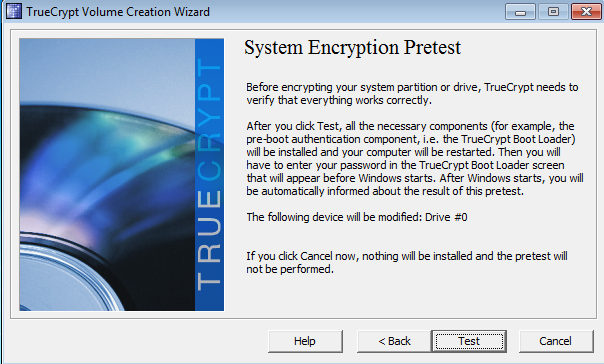 TrueCrypt Volume Creation Wizard
TRUECRYPT
System Encryption Pretest
Before encrypting your system partition or drive, TrueCrypt needs to
verify that everything works correctly.
After you click Test, all the necessary components (for example, the
pre-boot authentication component, i.e. the TrueCrypt Boot Loader)
will be installed and your computer will be restarted. Then you will
have to enter your password in the TrueCrypt Boot Loader screen
that will appear before Windows starts. After Windows starts, you will
be automatically informed about the result of this pretest.
The following device will be modified: Drive #0
If you click Cancel now, nothing will be installed and the pretest will
not be performed.
Help
< Back
Test
Cancel